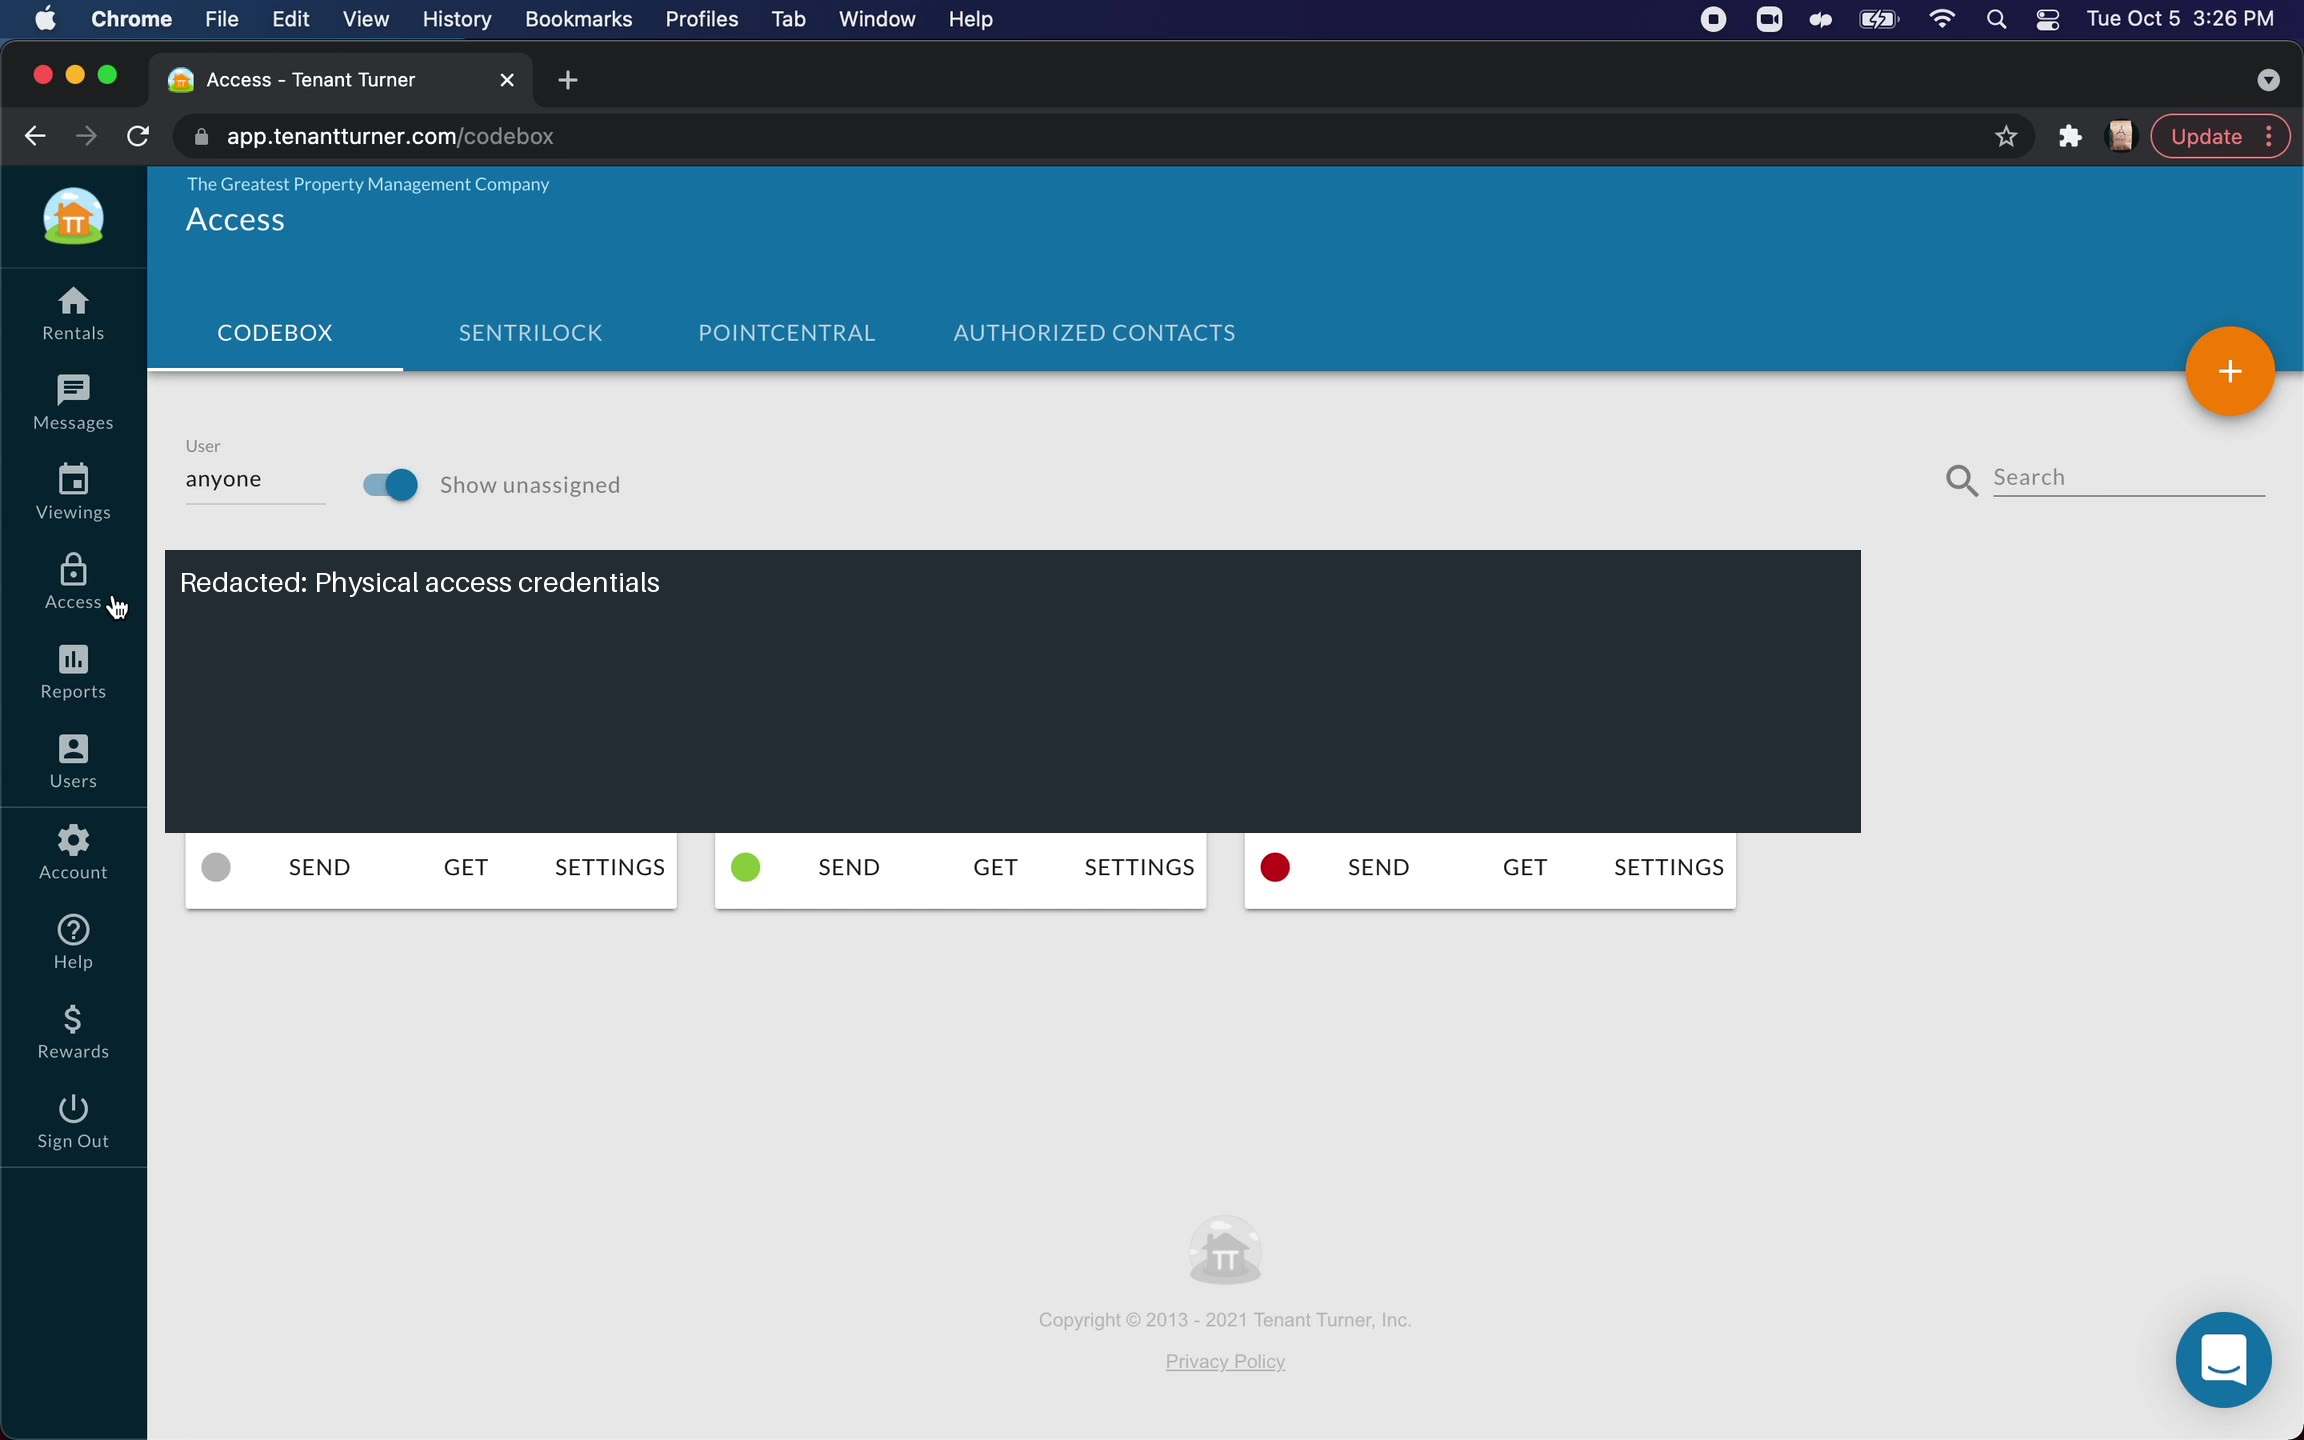 Chrome File Edit View History Bookmarks Profiles Tab Window Help Tue Oct 5 3:26 PM
Access - Tenant Turner
app.tenantturner.com/codebox Update
The Greatest Property Management Company
Access
CODEBOX SENTRILOCK POINTCENTRAL AUTHORIZED CONTACTS
Rentals
Messages
Viewings
Access
Reports
Users
Account
Help
Rewards
Sign Out
User
anyone Show unassigned Search
Redacted: Physical access credentials
SEND GET SETTINGS SEND GET SETTINGS SEND GET SETTINGS
Copyright © 2013 - 2021 Tenant Turner, Inc.
Privacy Policy